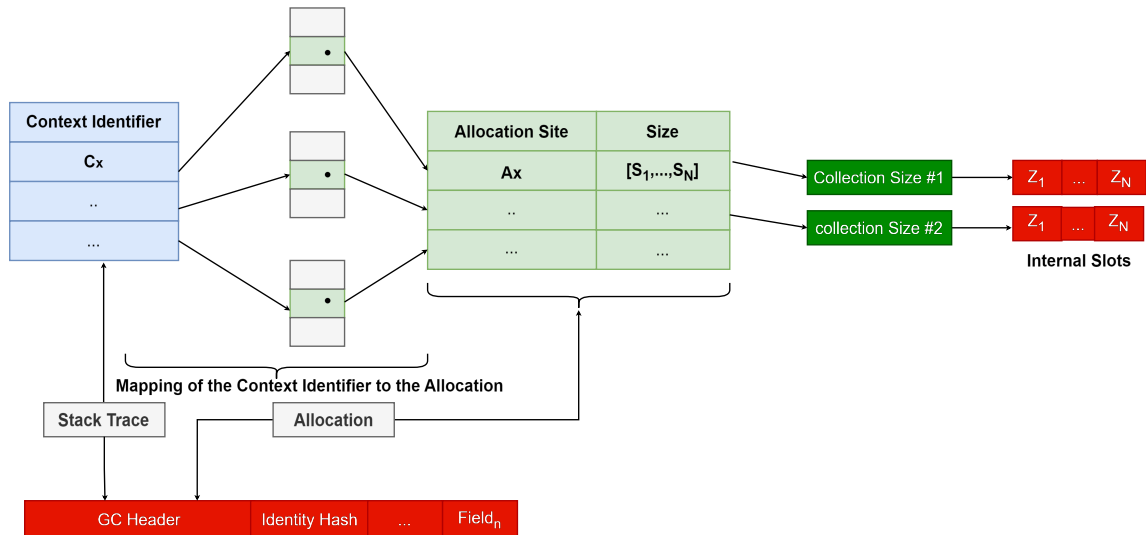 Context Identifier
Cx
..
...
Allocation Site Size
Ax [S1,...,SN]
.. ...
... ...
Collection Size #1
Z1 ... ZN
collection Size #2
Z1 ... ZN
Internal Slots
Mapping of the Context Identifier to the Allocation
Stack Trace
Allocation
GC Header Identity Hash ... Fieldn